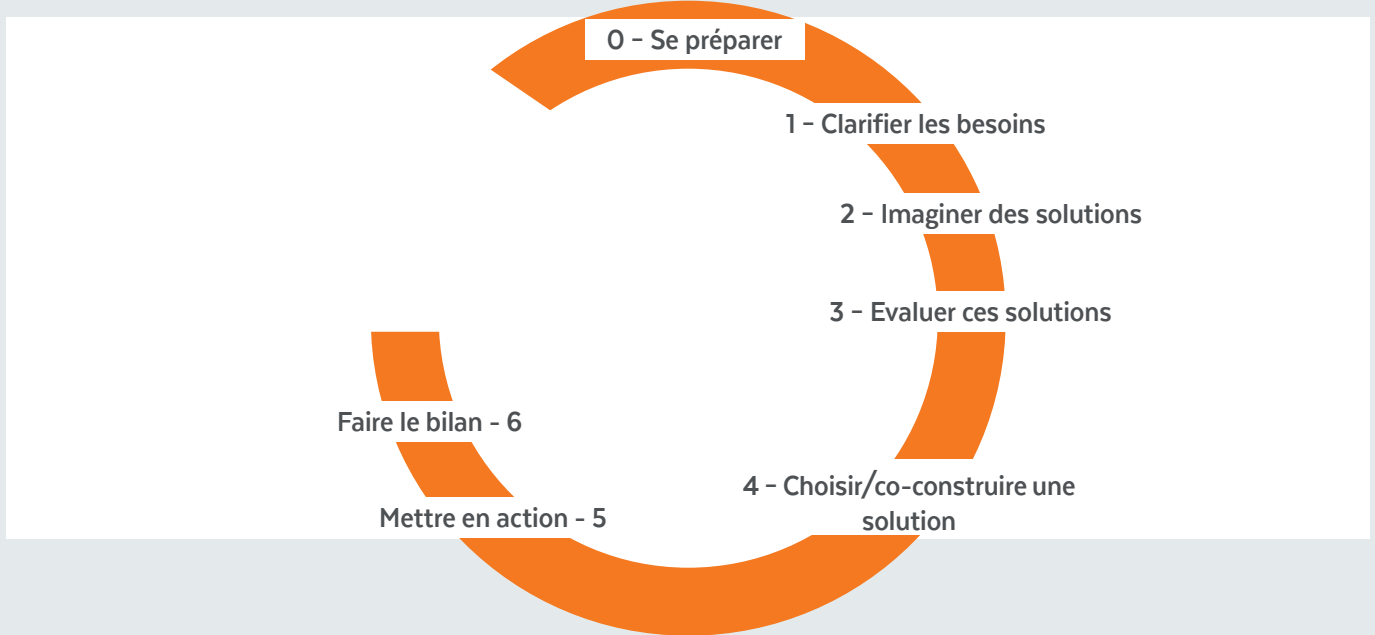 0 – Se préparer
1 – Clarifier les besoins
2 – Imaginer des solutions
3 – Evaluer ces solutions
4 – Choisir/co-construire une
solution
Mettre en action - 5
Faire le bilan - 6